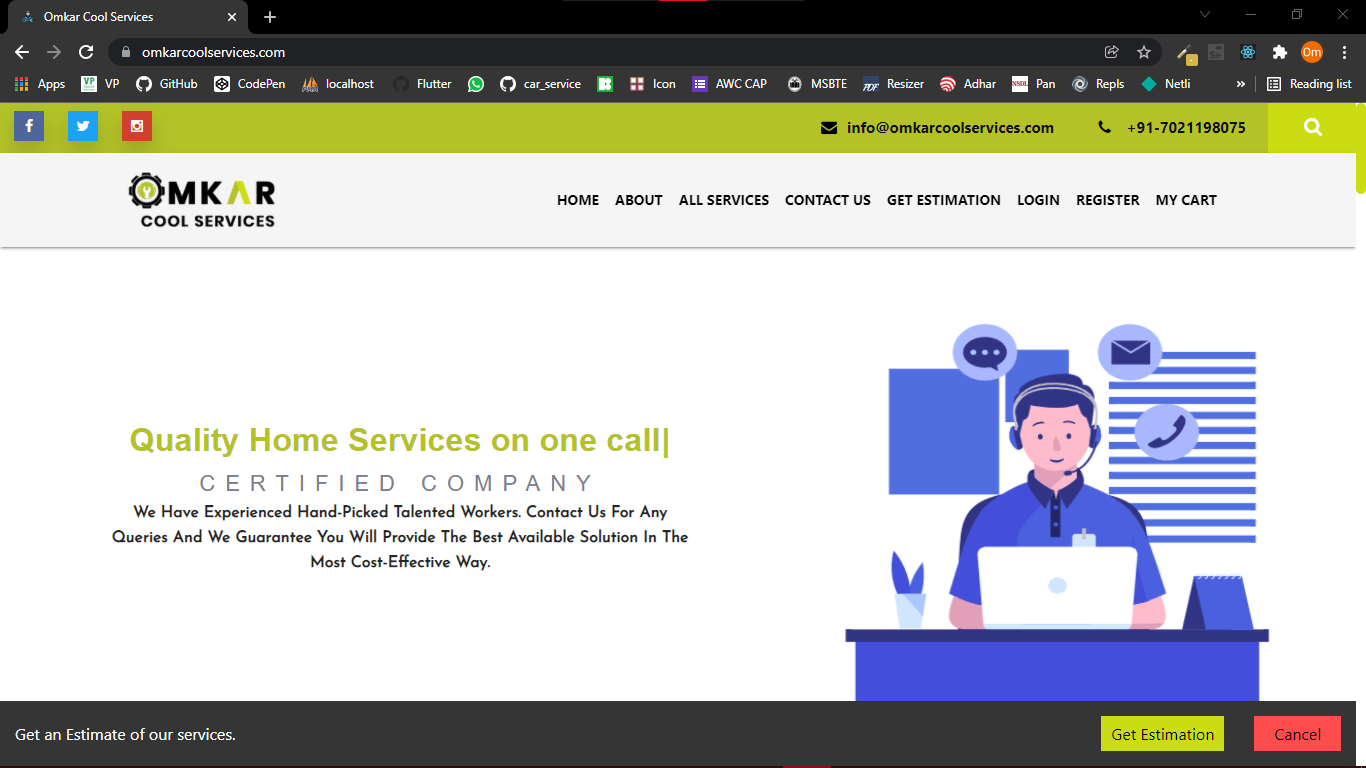 Omkar Cool Services
omkarcoolservices.com
Om
Apps VP VP GitHub CodePen localhost Flutter car_service Icon AWC CAP MSBTE PDF Resizer Adhar NSDL Pan Repls Netli » Reading list
info@omkarcoolservices.com +91-7021198075
OMKAR
COOL SERVICES
HOME ABOUT ALL SERVICES CONTACT US GET ESTIMATION LOGIN REGISTER MY CART
Quality Home Services on one call|
CERTIFIED COMPANY
We Have Experienced Hand-Picked Talented Workers. Contact Us For Any
Queries And We Guarantee You Will Provide The Best Available Solution In The
Most Cost-Effective Way.
Get an Estimate of our services. Get Estimation Cancel